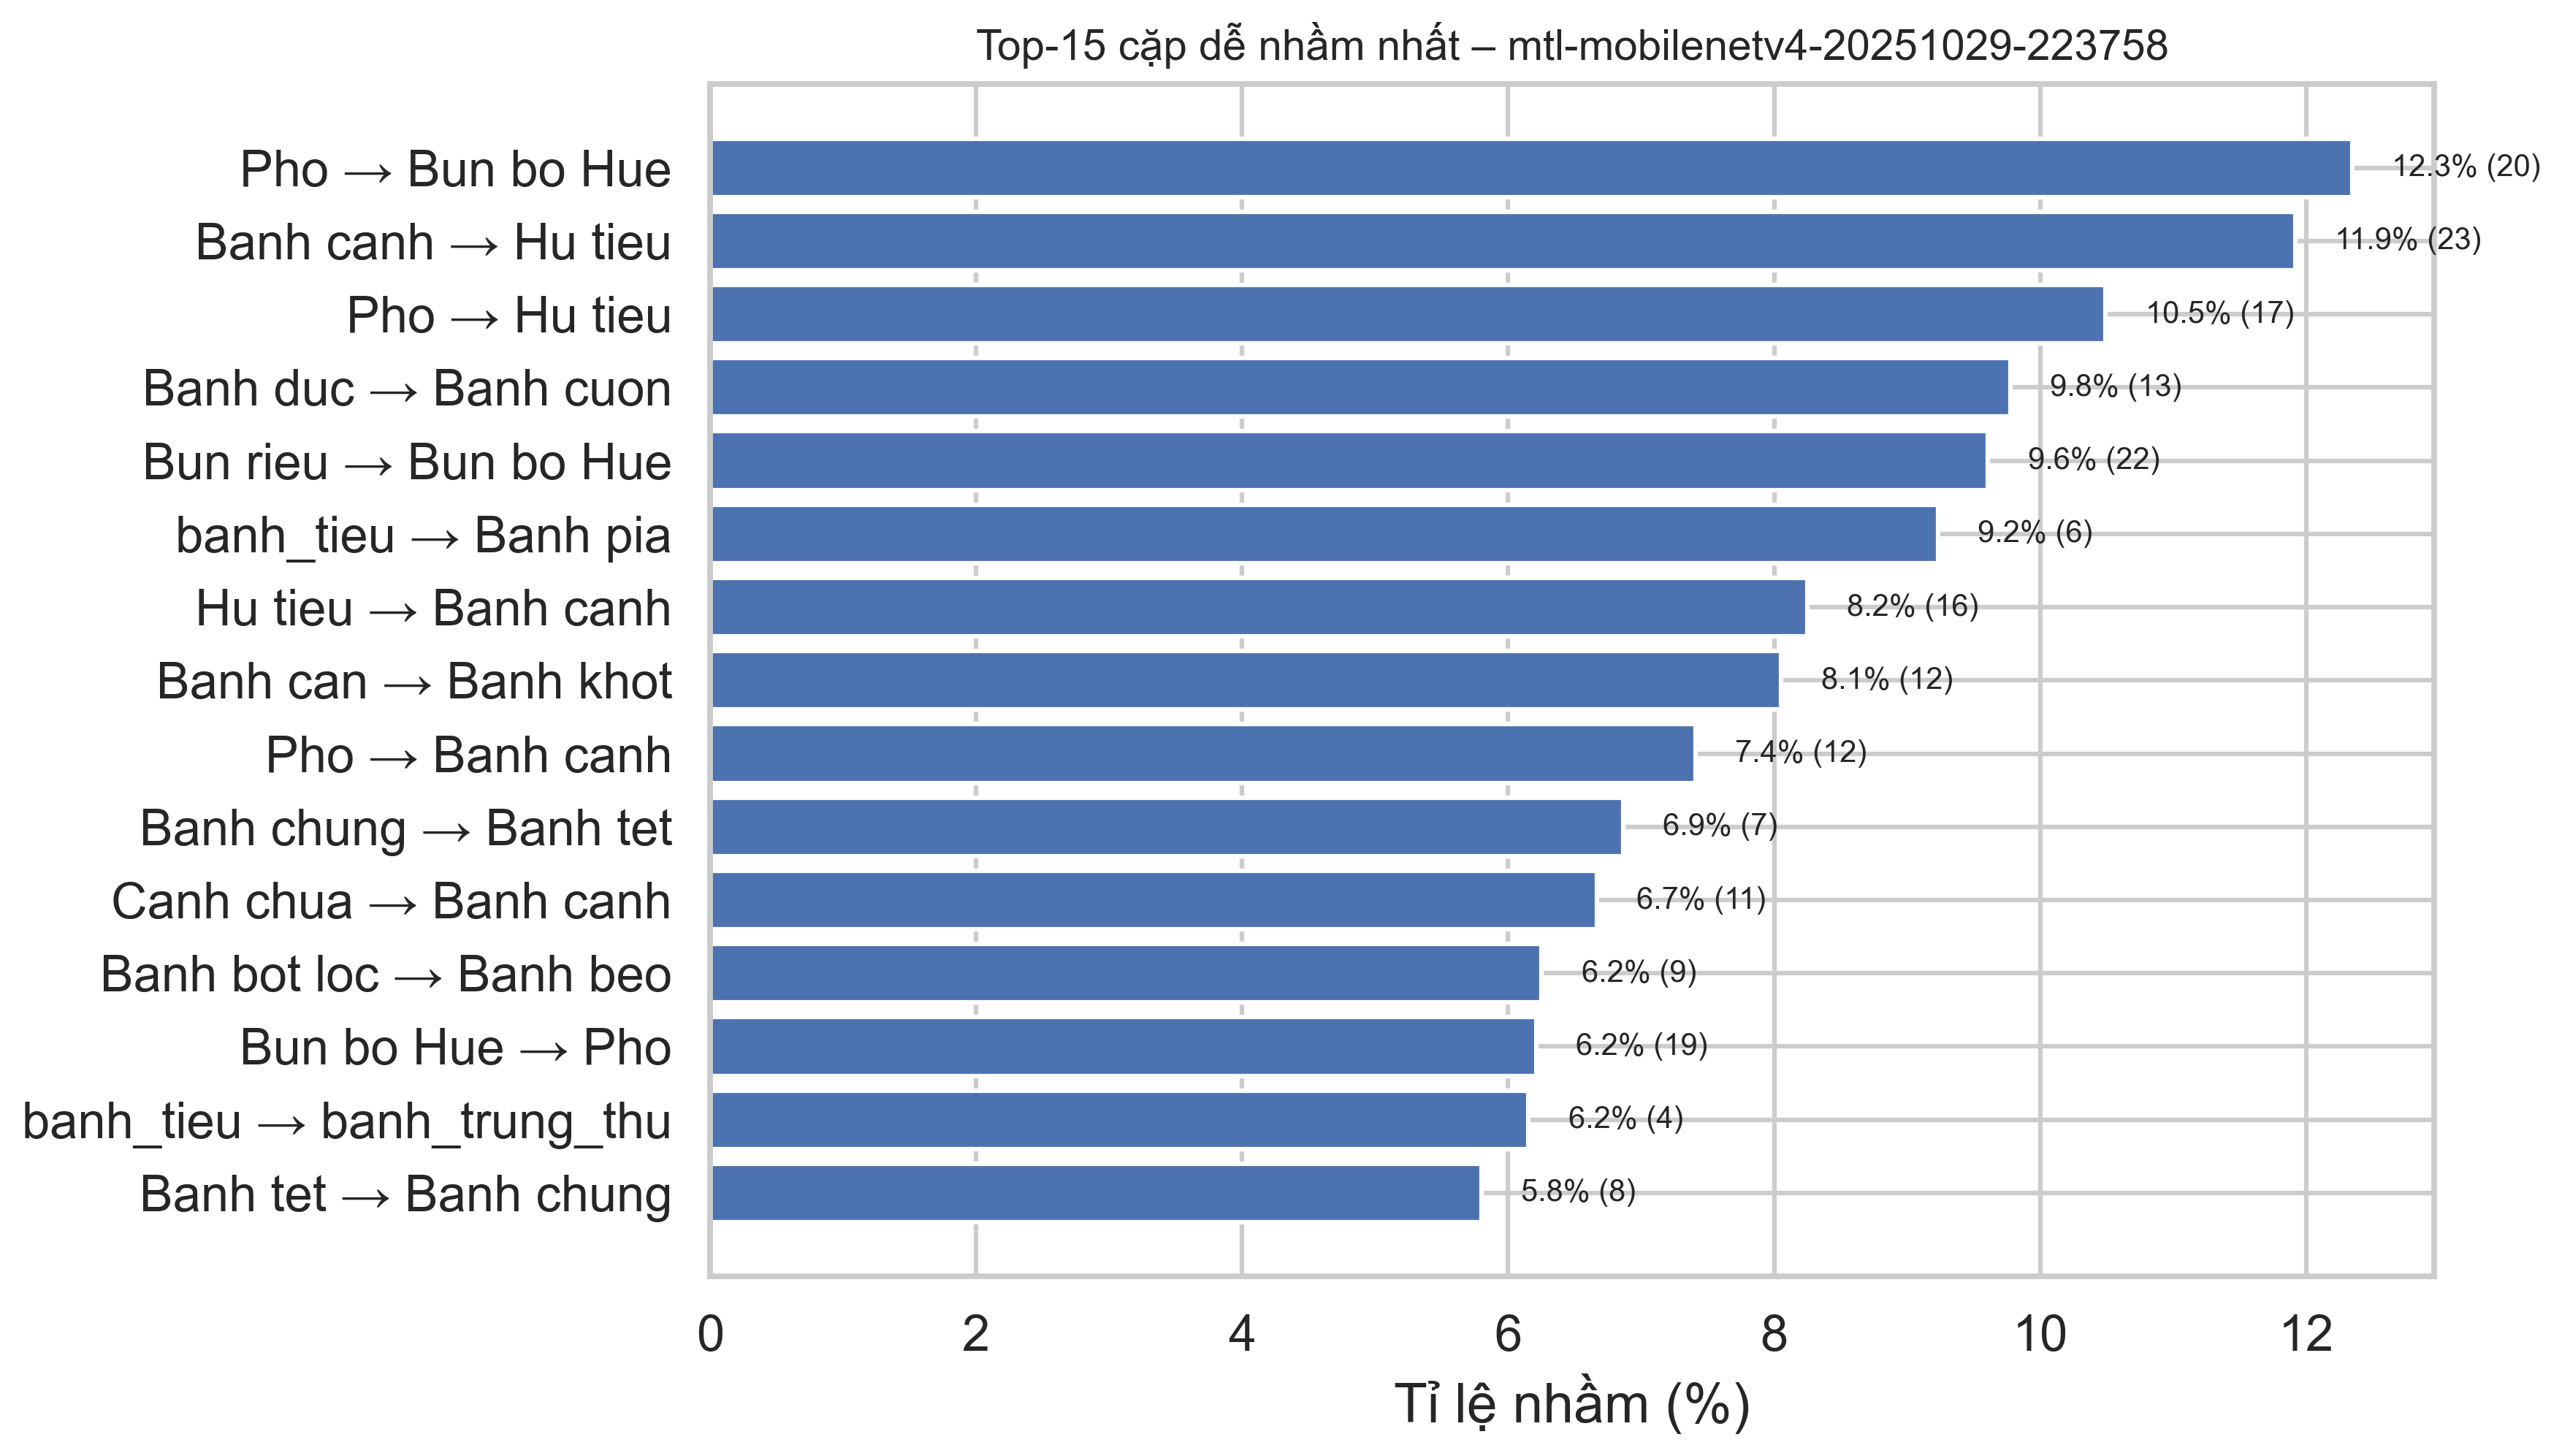 Top-15 cặp dễ nhầm nhất – mtl-mobilenetv4-20251029-223758
Pho → Bun bo Hue 12.3% (20)
Banh canh → Hu tieu 11.9% (23)
Pho → Hu tieu 10.5% (17)
Banh duc → Banh cuon 9.8% (13)
Bun rieu → Bun bo Hue 9.6% (22)
banh_tieu → Banh pia 9.2% (6)
Hu tieu → Banh canh 8.2% (16)
Banh can → Banh khot 8.1% (12)
Pho → Banh canh 7.4% (12)
Banh chung → Banh tet 6.9% (7)
Canh chua → Banh canh 6.7% (11)
Banh bot loc → Banh beo 6.2% (9)
Bun bo Hue → Pho 6.2% (19)
banh_tieu → banh_trung_thu 6.2% (4)
Banh tet → Banh chung 5.8% (8)
0 2 4 6 8 10 12
Tỉ lệ nhầm (%)